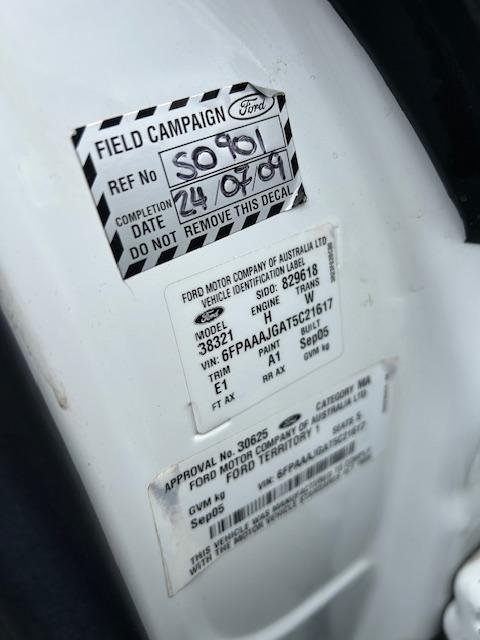 FIELD CAMPAIGN Ford
REF No S0901
COMPLETION DATE 24/07/09
DO NOT REMOVE THIS DECAL
FORD MOTOR COMPANY OF AUSTRALIA LTD
VEHICLE IDENTIFICATION LABEL
Ford SIDO: 829618
MODEL ENGINE TRANS
38321 H W
VIN: 6FPAAAJGAT5C21617
TRIM PAINT BUILT
E1 A1 Sep05
FT AX RR AX GVM kg
APPROVAL No. 30625 Ford CATEGORY MA
FORD MOTOR COMPANY OF AUSTRALIA LTD
FORD TERRITORY 1 SEATS 5
GVM kg VIN: 6FPAAAJGAT5C21617
Sep05
THIS VEHICLE WAS MANUFACTURED TO COMPLY
WITH THE MOTOR VEHICLE STANDARDS ACT 1989